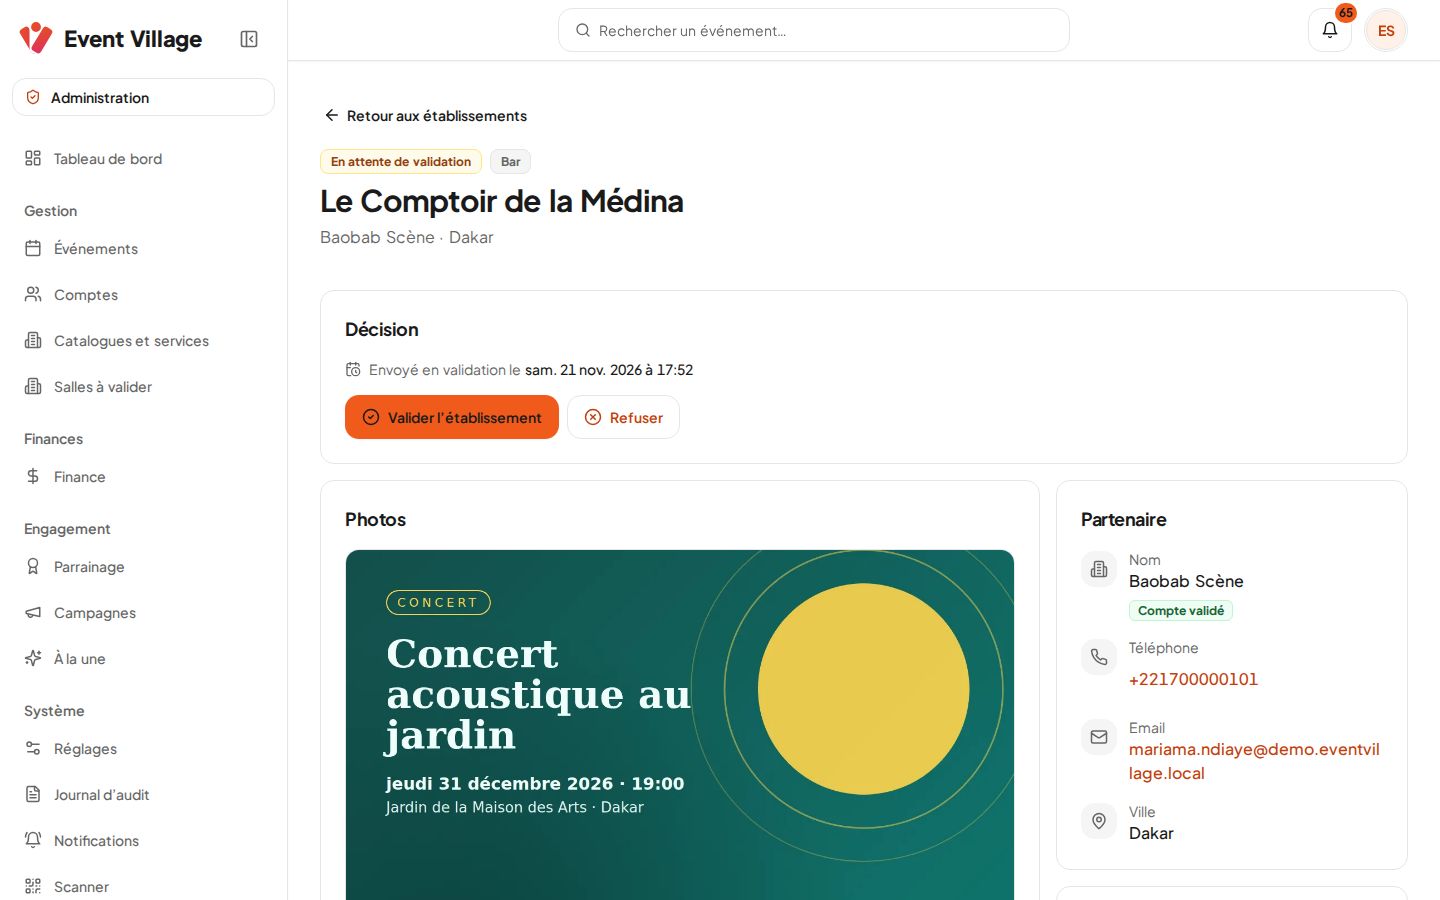 Event Village
Administration
Tableau de bord
Gestion
Événements
Comptes
Catalogues et services
Salles à valider
Finances
Finance
Engagement
Parrainage
Campagnes
À la une
Système
Réglages
Journal d’audit
Notifications
Scanner
Rechercher un événement…
65
ES
Retour aux établissements
En attente de validation
Bar
Le Comptoir de la Médina
Baobab Scène · Dakar
Décision
Envoyé en validation le sam. 21 nov. 2026 à 17:52
Valider l’établissement
Refuser
Photos
CONCERT
Concert
acoustique au
jardin
jeudi 31 décembre 2026 · 19:00
Jardin de la Maison des Arts · Dakar
Partenaire
Nom
Baobab Scène
Compte validé
Téléphone
+221700000101
Email
mariama.ndiaye@demo.eventvil
lage.local
Ville
Dakar